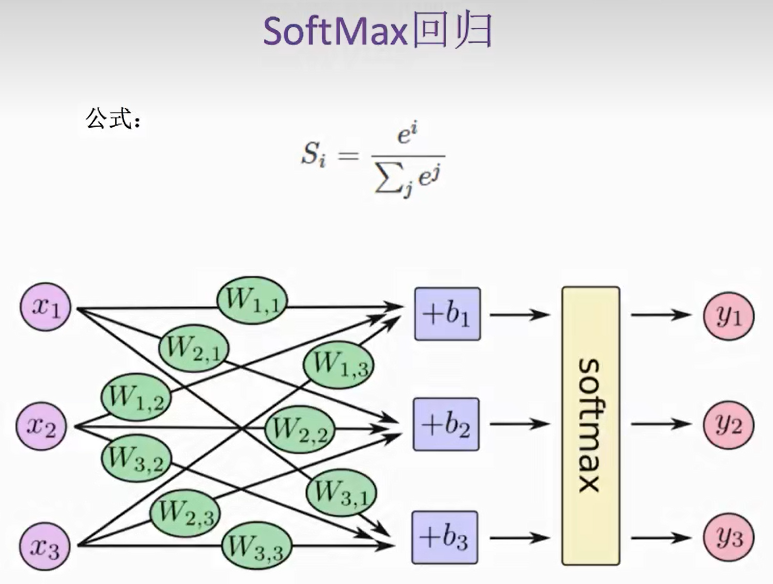 SoftMax回归
公式：
S_i = e^i / ∑_j e^j
x_1 W_{1,1} +b_1 y_1
W_{2,1}
W_{1,3}
W_{1,2}
x_2 W_{2,2} +b_2 softmax y_2
W_{3,2}
W_{3,1}
W_{2,3}
x_3 W_{3,3} +b_3 y_3